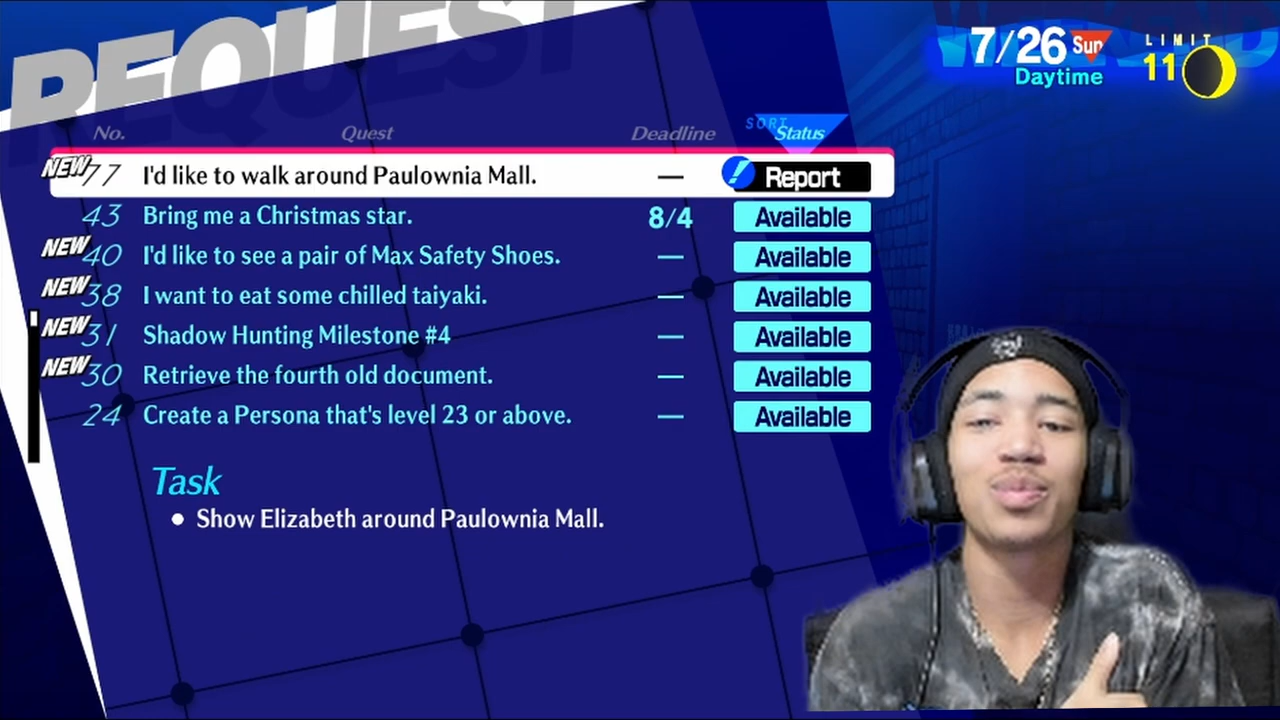 REQUEST
7/26 Sun
Daytime
LIMIT
11
No. Quest Deadline SORT Status
NEW 77 I'd like to walk around Paulownia Mall. — ! Report
43 Bring me a Christmas star. 8/4 Available
NEW 40 I'd like to see a pair of Max Safety Shoes. — Available
NEW 38 I want to eat some chilled taiyaki. — Available
NEW 31 Shadow Hunting Milestone #4 — Available
NEW 30 Retrieve the fourth old document. — Available
24 Create a Persona that's level 23 or above. — Available
Task
• Show Elizabeth around Paulownia Mall.